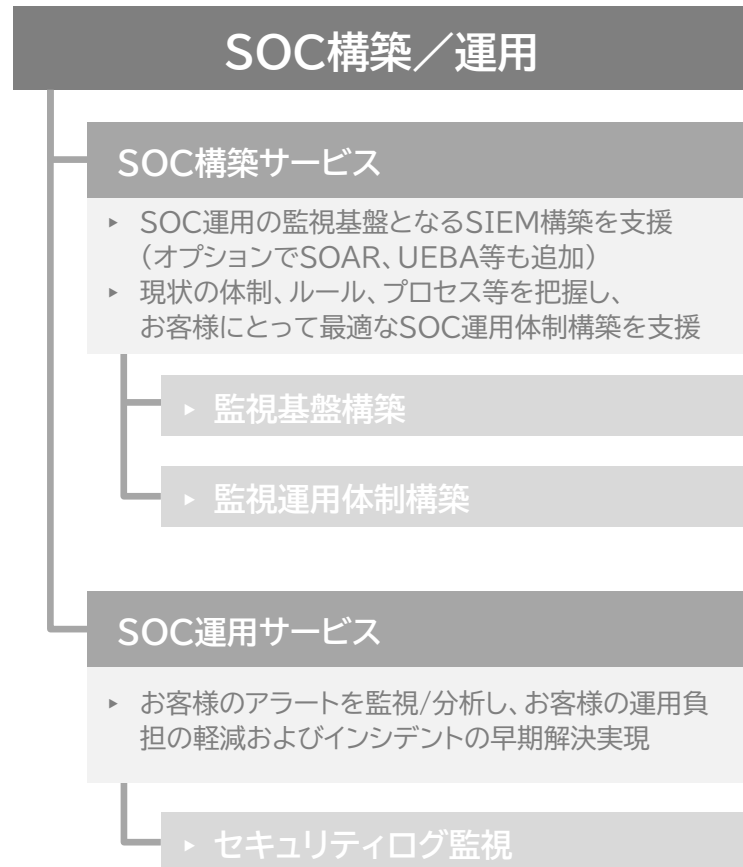 SOC構築／運用
SOC構築サービス
▸ SOC運用の監視基盤となるSIEM構築を支援
（オプションでSOAR、UEBA等も追加）
▸ 現状の体制、ルール、プロセス等を把握し、
お客様にとって最適なSOC運用体制構築を支援
▸ 監視基盤構築
▸ 監視運用体制構築
SOC運用サービス
▸ お客様のアラートを監視/分析し、お客様の運用負
担の軽減およびインシデントの早期解決実現
▸ セキュリティログ監視